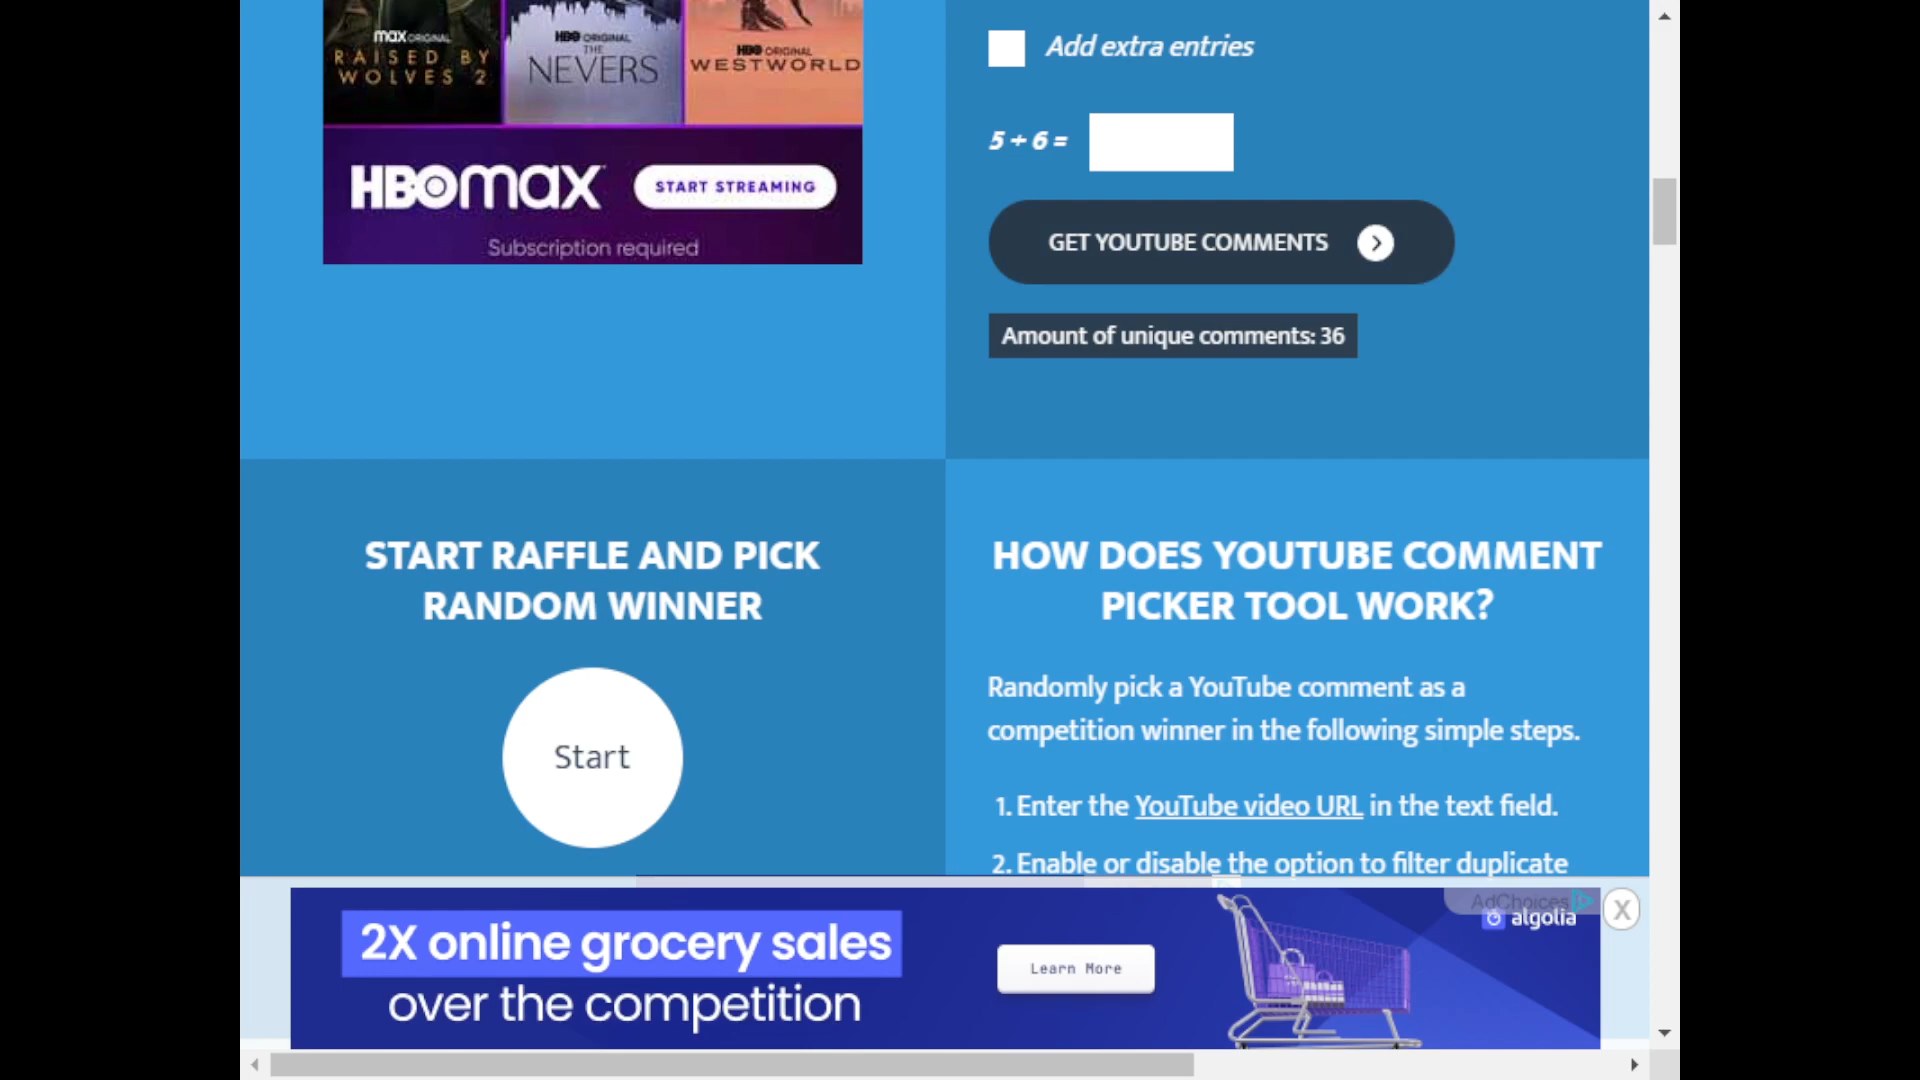 max ORIGINAL
RAISED BY
WOLVES 2
HBO ORIGINAL
THE
NEVERS
HBO ORIGINAL
WESTWORLD
HBOmax
START STREAMING
Subscription required
Add extra entries
5 + 6 =
GET YOUTUBE COMMENTS
Amount of unique comments: 36
START RAFFLE AND PICK
RANDOM WINNER
Start
HOW DOES YOUTUBE COMMENT
PICKER TOOL WORK?
Randomly pick a YouTube comment as a
competition winner in the following simple steps.
1. Enter the YouTube video URL in the text field.
2. Enable or disable the option to filter duplicate
2X online grocery sales
over the competition
Learn More
AdChoices
algolia
X